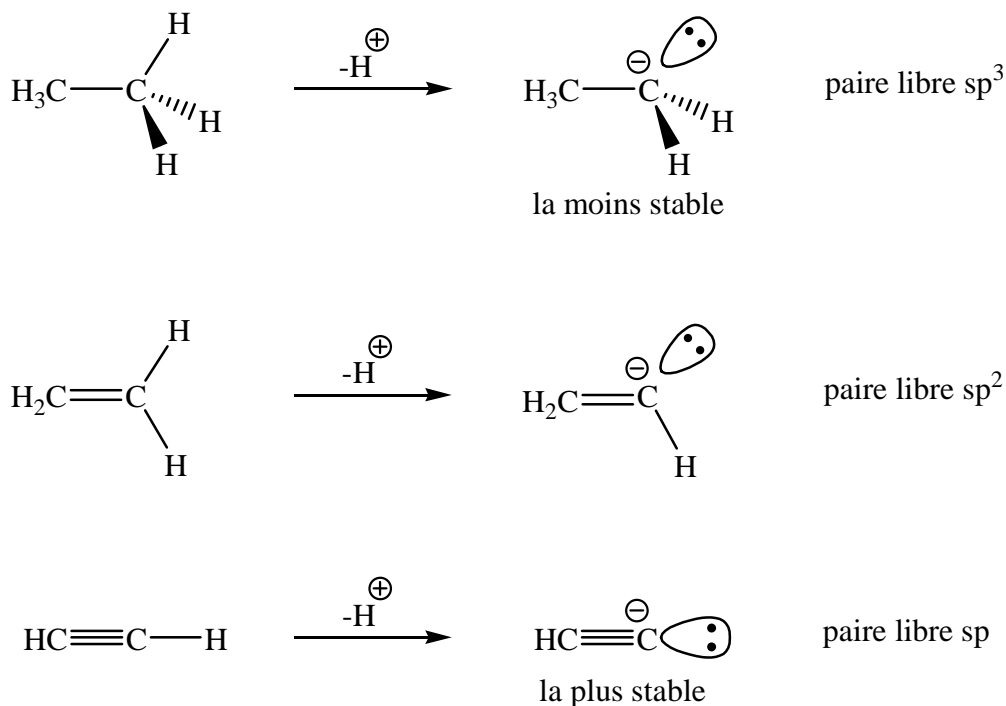 H
H₃C C H
H
-H⊕
H₃C C⊖ H
H
paire libre sp³
la moins stable
H
H₂C C
H
-H⊕
H₂C C⊖
H
paire libre sp²
HC C H
-H⊕
HC C⊖
paire libre sp
la plus stable